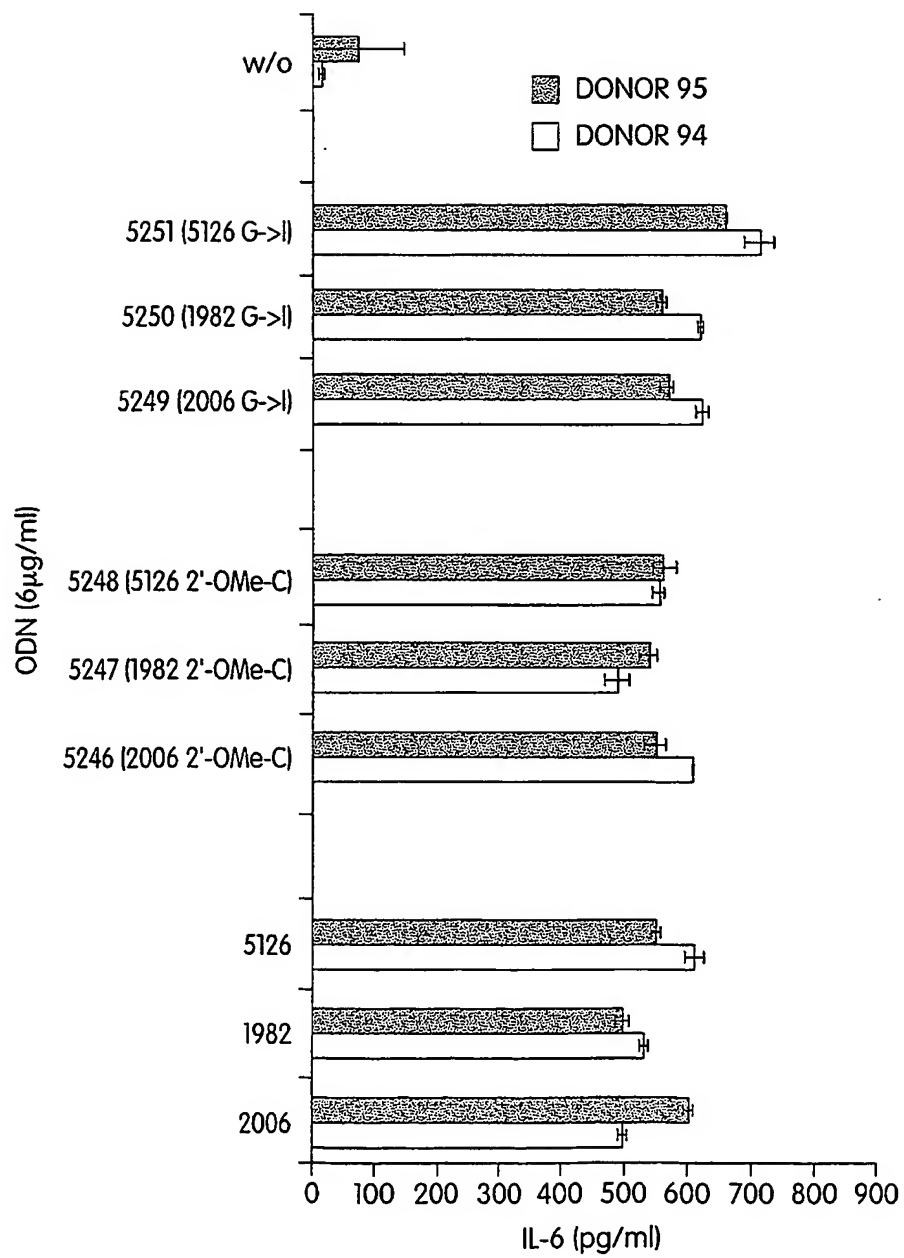 w/o
DONOR 95
DONOR 94
5251 (5126 G->I)
5250 (1982 G->I)
5249 (2006 G->I)
5248 (5126 2'-OMe-C)
5247 (1982 2'-OMe-C)
5246 (2006 2'-OMe-C)
5126
1982
2006
ODN (6µg/ml)
0 100 200 300 400 500 600 700 800 900
IL-6 (pg/ml)